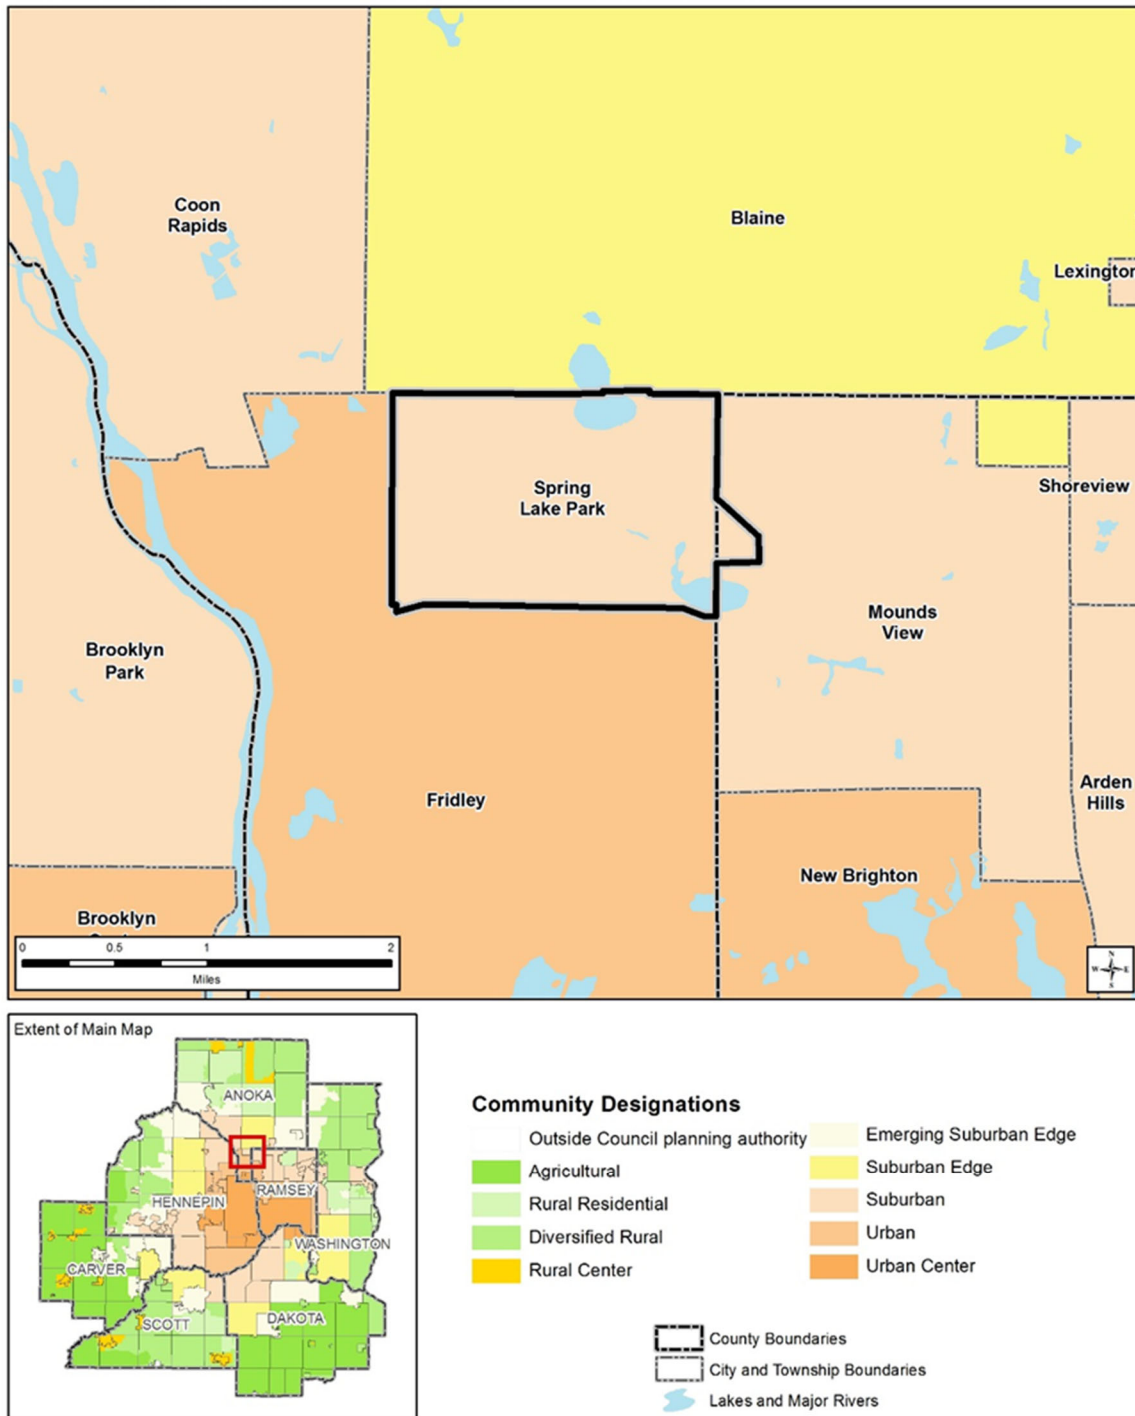 Coon
Rapids
Blaine
Lexington
Spring
Lake Park
Shoreview
Mounds
View
Brooklyn
Park
Fridley
Arden
Hills
New Brighton
Brooklyn
0 0.5 1 2
Miles
N
W E
S
Extent of Main Map
ANOKA
HENNEPIN
RAMSEY
WASHINGTON
CARVER
SCOTT
DAKOTA
Community Designations
Outside Council planning authority
Agricultural
Rural Residential
Diversified Rural
Rural Center
Emerging Suburban Edge
Suburban Edge
Suburban
Urban
Urban Center
County Boundaries
City and Township Boundaries
Lakes and Major Rivers